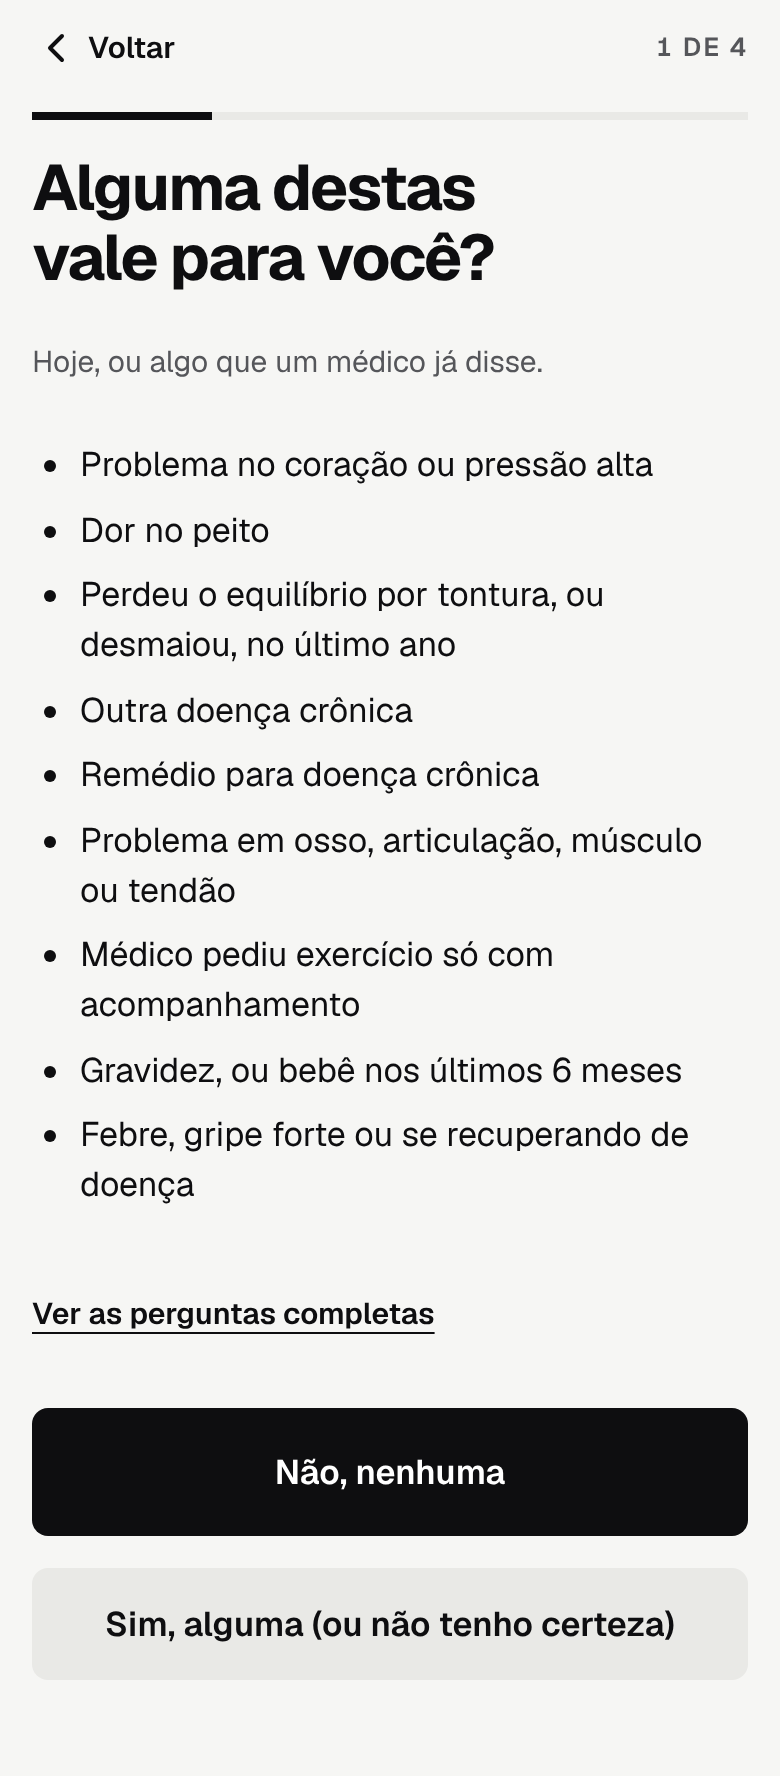 Voltar
1 DE 4
Alguma destas
vale para você?
Hoje, ou algo que um médico já disse.
• Problema no coração ou pressão alta
• Dor no peito
• Perdeu o equilíbrio por tontura, ou
desmaiou, no último ano
• Outra doença crônica
• Remédio para doença crônica
• Problema em osso, articulação, músculo
ou tendão
• Médico pediu exercício só com
acompanhamento
• Gravidez, ou bebê nos últimos 6 meses
• Febre, gripe forte ou se recuperando de
doença
Ver as perguntas completas
Não, nenhuma
Sim, alguma (ou não tenho certeza)